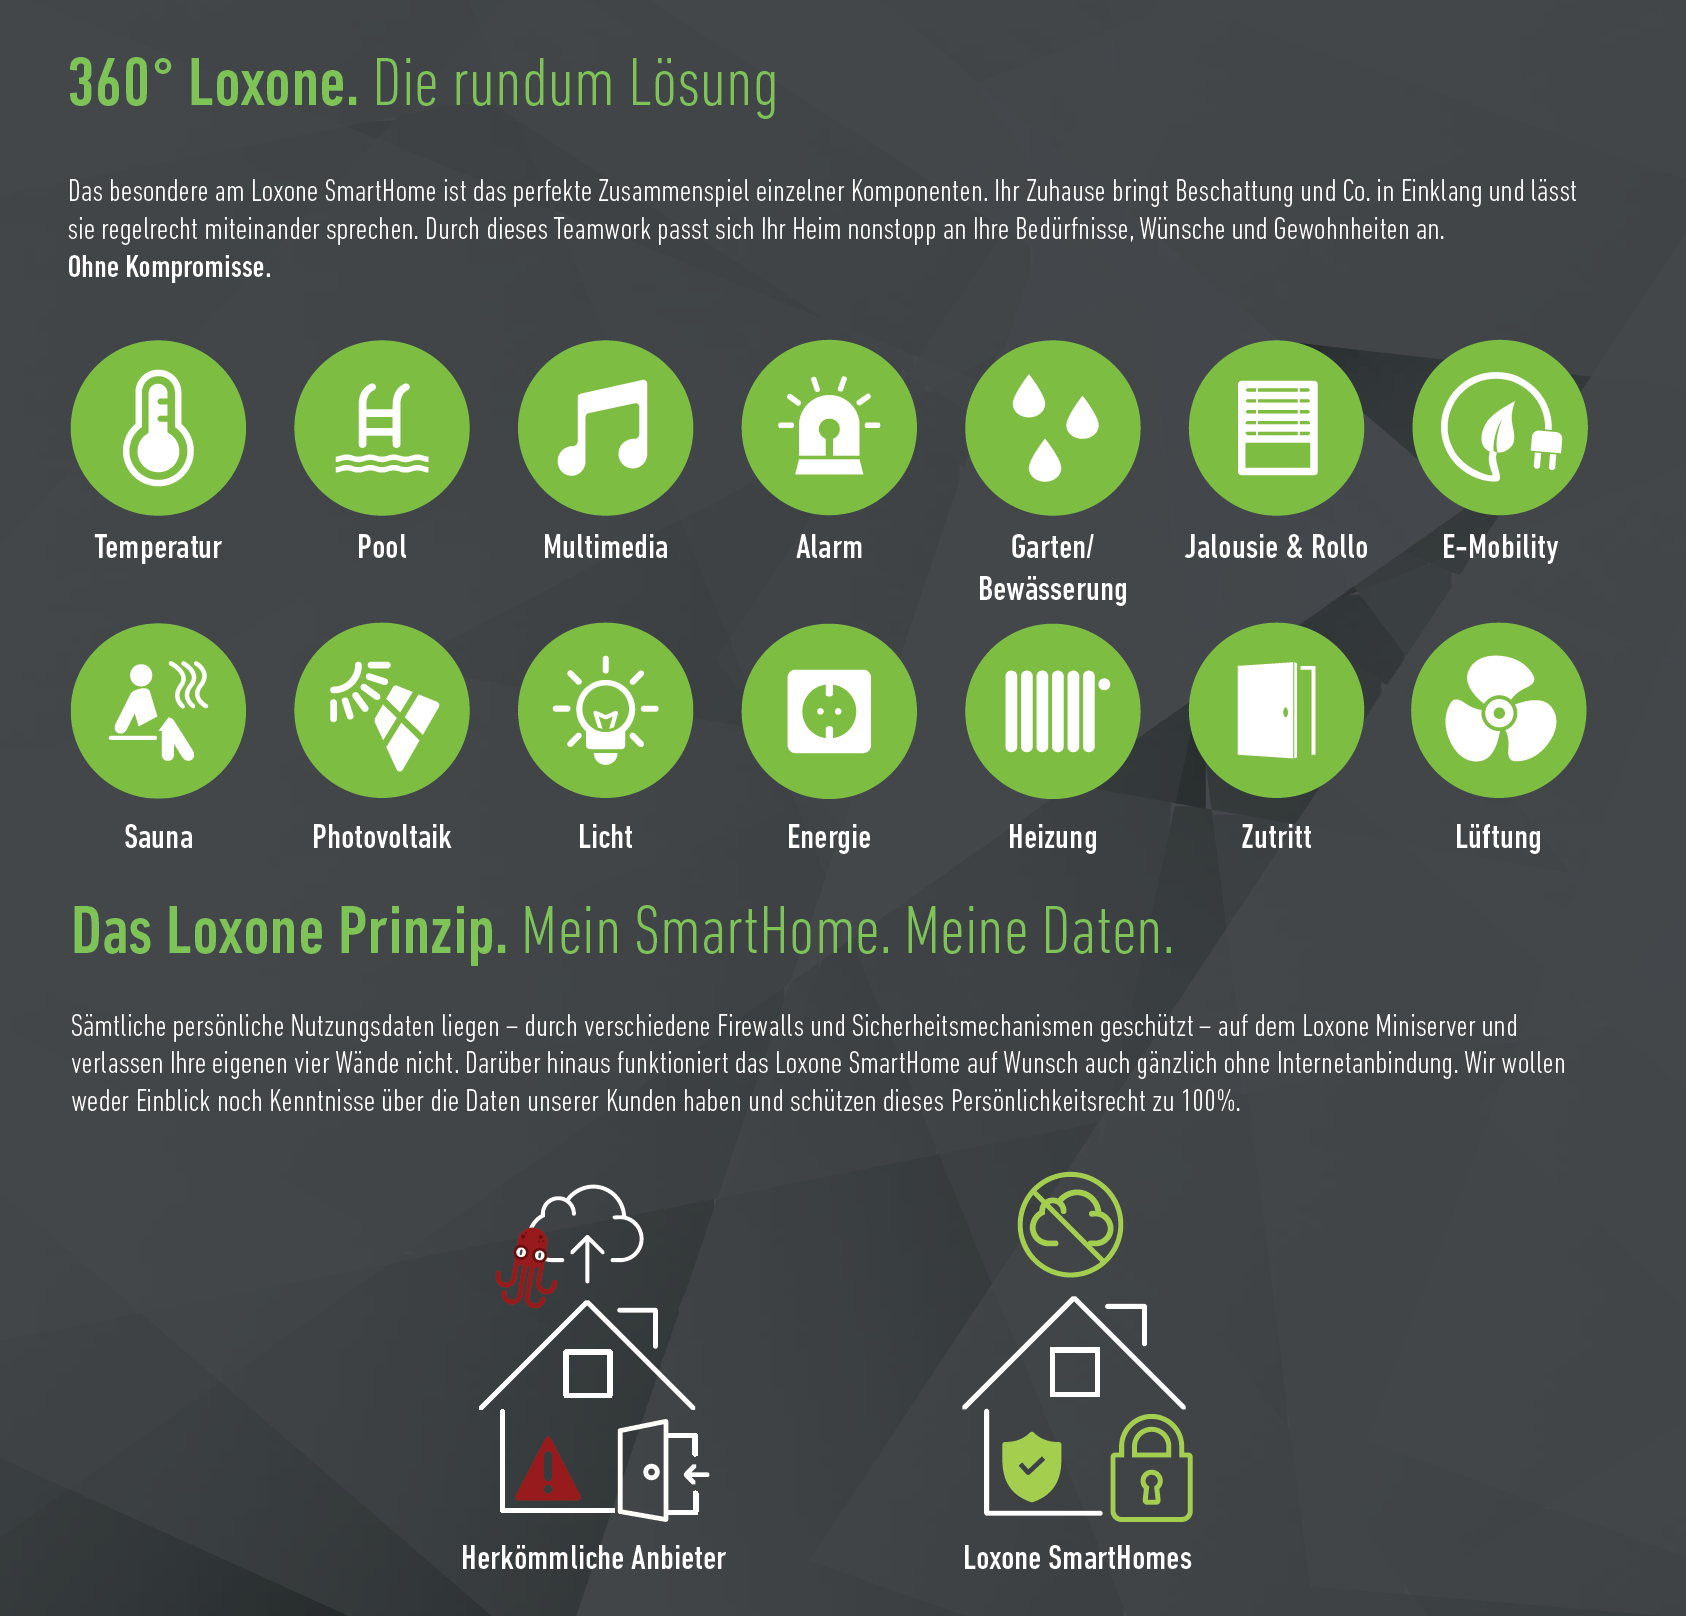 360° Loxone. Die rundum Lösung
Das besondere am Loxone SmartHome ist das perfekte Zusammenspiel einzelner Komponenten. Ihr Zuhause bringt Beschattung und Co. in Einklang und lässt
sie regelrecht miteinander sprechen. Durch dieses Teamwork passt sich Ihr Heim nonstopp an Ihre Bedürfnisse, Wünsche und Gewohnheiten an.
Ohne Kompromisse.
Temperatur
Pool
Multimedia
Alarm
Garten/
Bewässerung
Jalousie & Rollo
E-Mobility
Sauna
Photovoltaik
Licht
Energie
Heizung
Zutritt
Lüftung
Das Loxone Prinzip. Mein SmartHome. Meine Daten.
Sämtliche persönliche Nutzungsdaten liegen – durch verschiedene Firewalls und Sicherheitsmechanismen geschützt – auf dem Loxone Miniserver und
verlassen Ihre eigenen vier Wände nicht. Darüber hinaus funktioniert das Loxone SmartHome auf Wunsch auch gänzlich ohne Internetanbindung. Wir wollen
weder Einblick noch Kenntnisse über die Daten unserer Kunden haben und schützen dieses Persönlichkeitsrecht zu 100%.
Herkömmliche Anbieter
Loxone SmartHomes